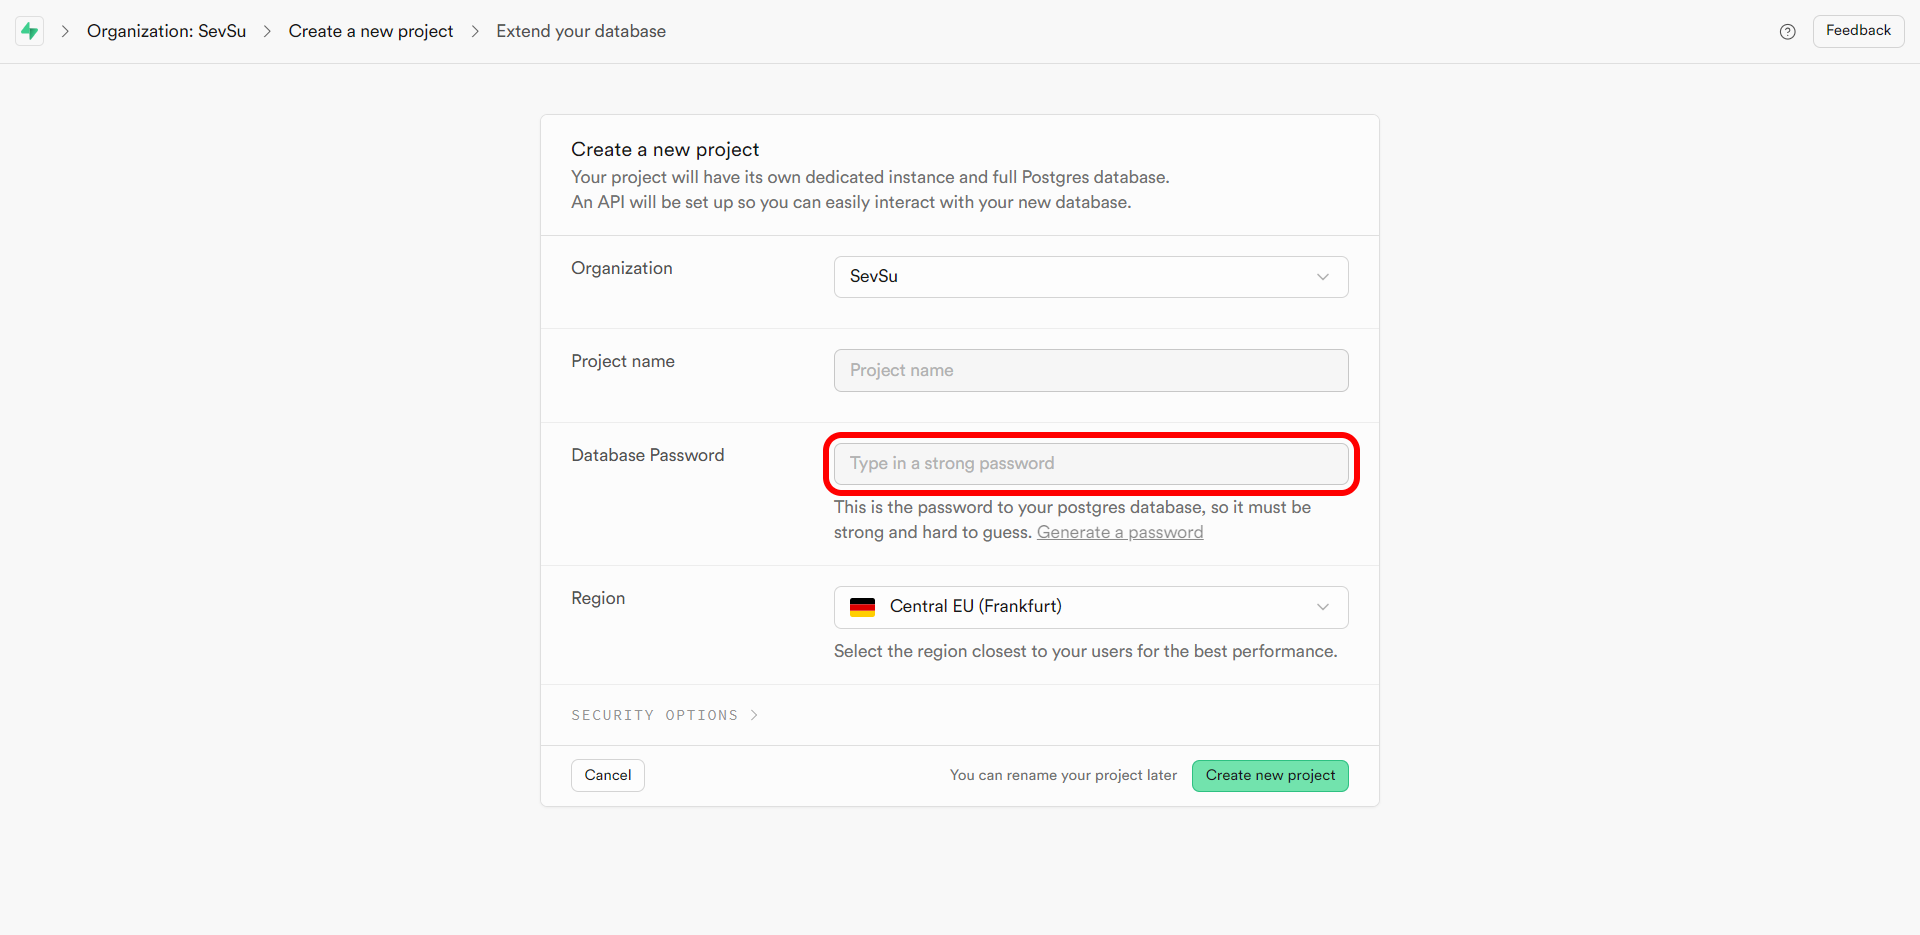 Organization: SevSu
Create a new project
Extend your database
Feedback
Create a new project
Your project will have its own dedicated instance and full Postgres database.
An API will be set up so you can easily interact with your new database.
Organization
SevSu
Project name
Project name
Database Password
Type in a strong password
This is the password to your postgres database, so it must be
strong and hard to guess. Generate a password
Region
Central EU (Frankfurt)
Select the region closest to your users for the best performance.
SECURITY OPTIONS
Cancel
You can rename your project later
Create new project